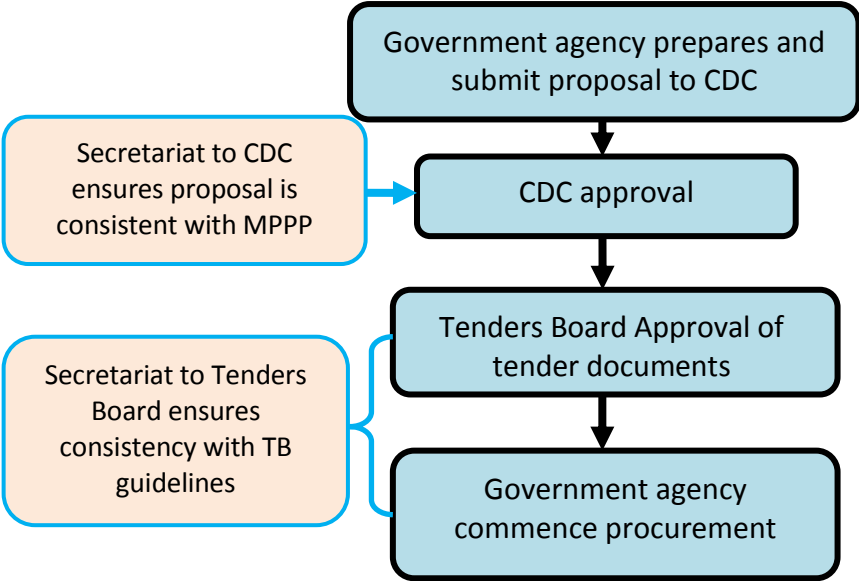 Government agency prepares and
submit proposal to CDC
Secretariat to CDC
ensures proposal is
consistent with MPPP
CDC approval
Tenders Board Approval of
tender documents
Secretariat to Tenders
Board ensures
consistency with TB
guidelines
Government agency
commence procurement